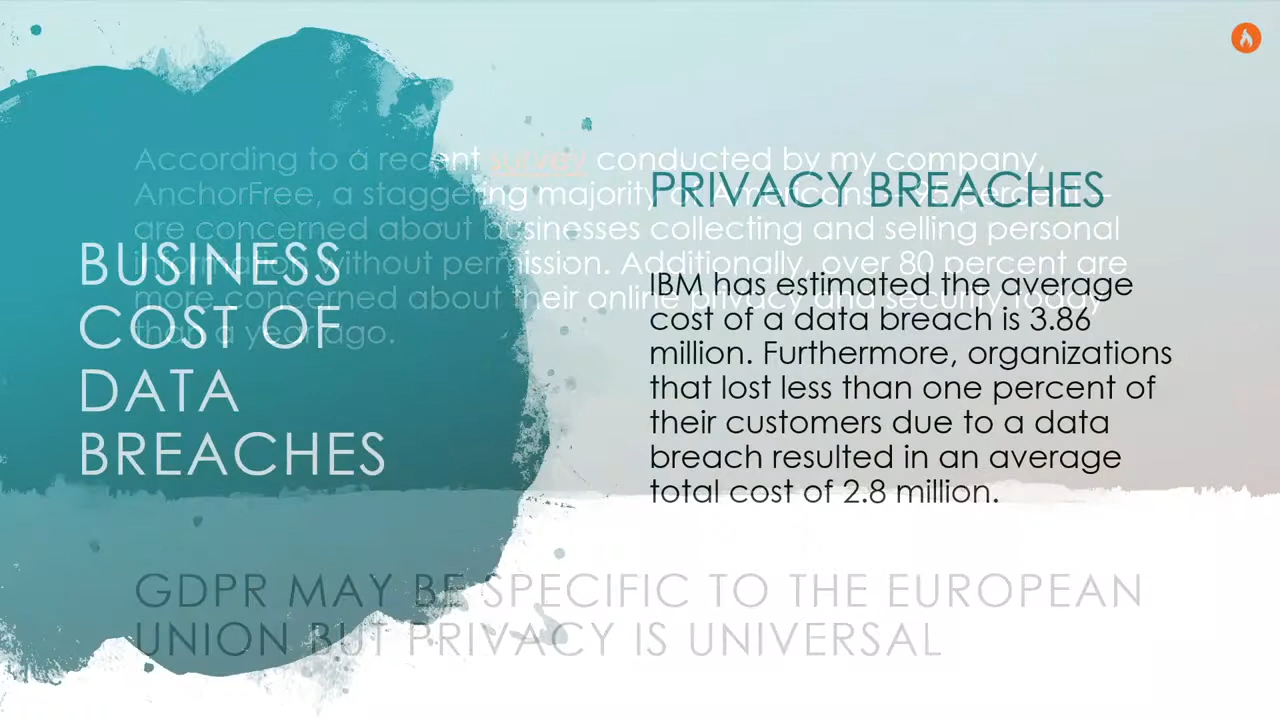 According to a recent survey conducted by my company,
AnchorFree, a staggering majority of Americans – 95 percent –
are concerned about businesses collecting and selling personal
information without permission. Additionally, over 80 percent are
more concerned about their online privacy and security today
than a year ago.
BUSINESS
COST OF
DATA
BREACHES
PRIVACY BREACHES
IBM has estimated the average
cost of a data breach is 3.86
million. Furthermore, organizations
that lost less than one percent of
their customers due to a data
breach resulted in an average
total cost of 2.8 million.
GDPR MAY BE SPECIFIC TO THE EUROPEAN
UNION BUT PRIVACY IS UNIVERSAL